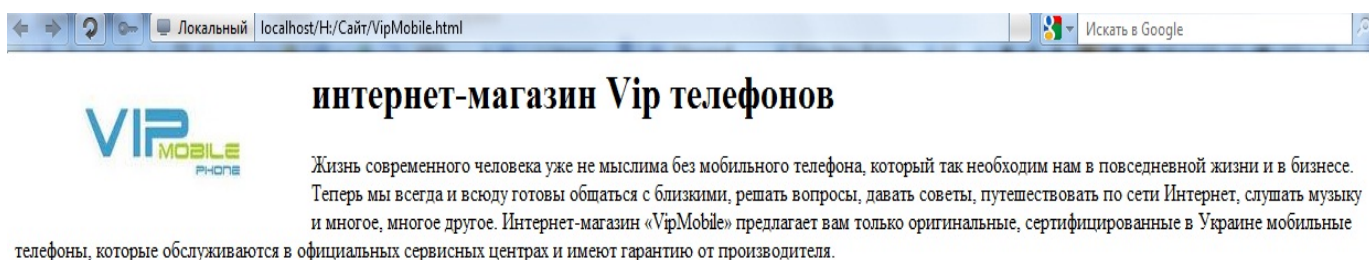 Локальный localhost/H:/Сайт/VipMobile.html Искать в Google
VIP MOBILE PHONE
интернет-магазин Vip телефонов
Жизнь современного человека уже не мыслима без мобильного телефона, который так необходим нам в повседневной жизни и в бизнесе.
Теперь мы всегда и всюду готовы общаться с близкими, решать вопросы, давать советы, путешествовать по сети Интернет, слушать музыку
и многое, многое другое. Интернет-магазин «VipMobile» предлагает вам только оригинальные, сертифицированные в Украине мобильные
телефоны, которые обслуживаются в официальных сервисных центрах и имеют гарантию от производителя.